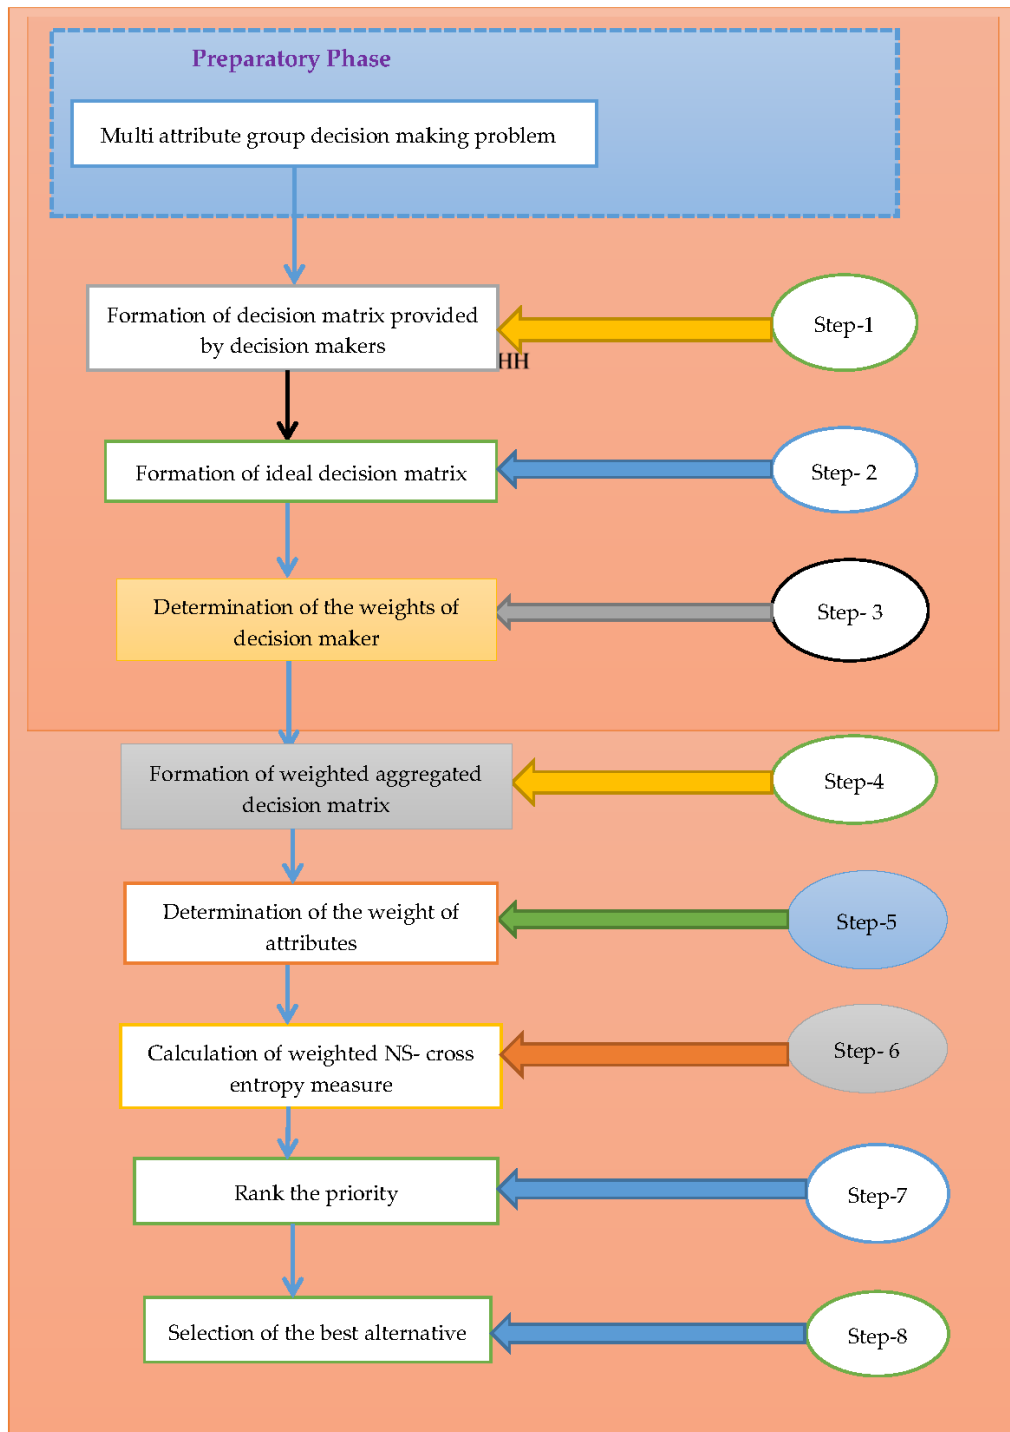 Preparatory Phase
Multi attribute group decision making problem
Formation of decision matrix provided
by decision makers
HH
Step-1
Formation of ideal decision matrix
Step- 2
Determination of the weights of
decision maker
Step- 3
Formation of weighted aggregated
decision matrix
Step-4
Determination of the weight of
attributes
Step-5
Calculation of weighted NS- cross
entropy measure
Step- 6
Rank the priority
Step-7
Selection of the best alternative
Step-8